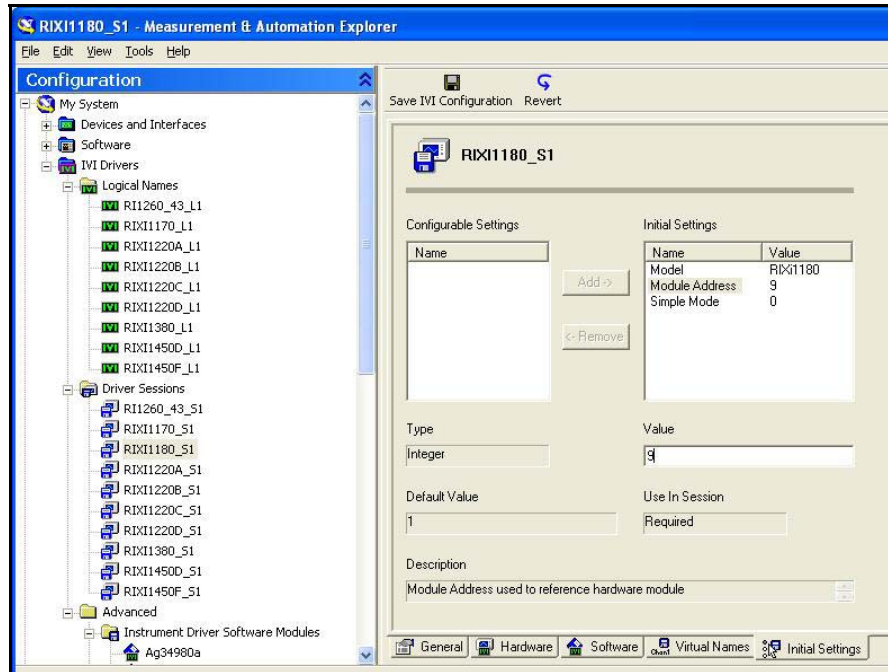 RIXI1180_S1 - Measurement & Automation Explorer
File Edit View Tools Help
Configuration
My System
Devices and Interfaces
Software
IVI Drivers
Logical Names
RI1260_43_L1
RIXI1170_L1
RIXI1220A_L1
RIXI1220B_L1
RIXI1220C_L1
RIXI1220D_L1
RIXI1380_L1
RIXI1450D_L1
RIXI1450F_L1
Driver Sessions
RI1260_43_S1
RIXI1170_S1
RIXI1180_S1
RIXI1220A_S1
RIXI1220B_S1
RIXI1220C_S1
RIXI1220D_S1
RIXI1380_S1
RIXI1450D_S1
RIXI1450F_S1
Advanced
Instrument Driver Software Modules
Ag34980a
Save IVI Configuration Revert
RIXI1180_S1
Configurable Settings
Name
Add ->
<- Remove
Initial Settings
Name Value
Model RIXi1180
Module Address 9
Simple Mode 0
Type
Integer
Value
9
Default Value
1
Use In Session
Required
Description
Module Address used to reference hardware module
General Hardware Software Virtual Names Initial Settings